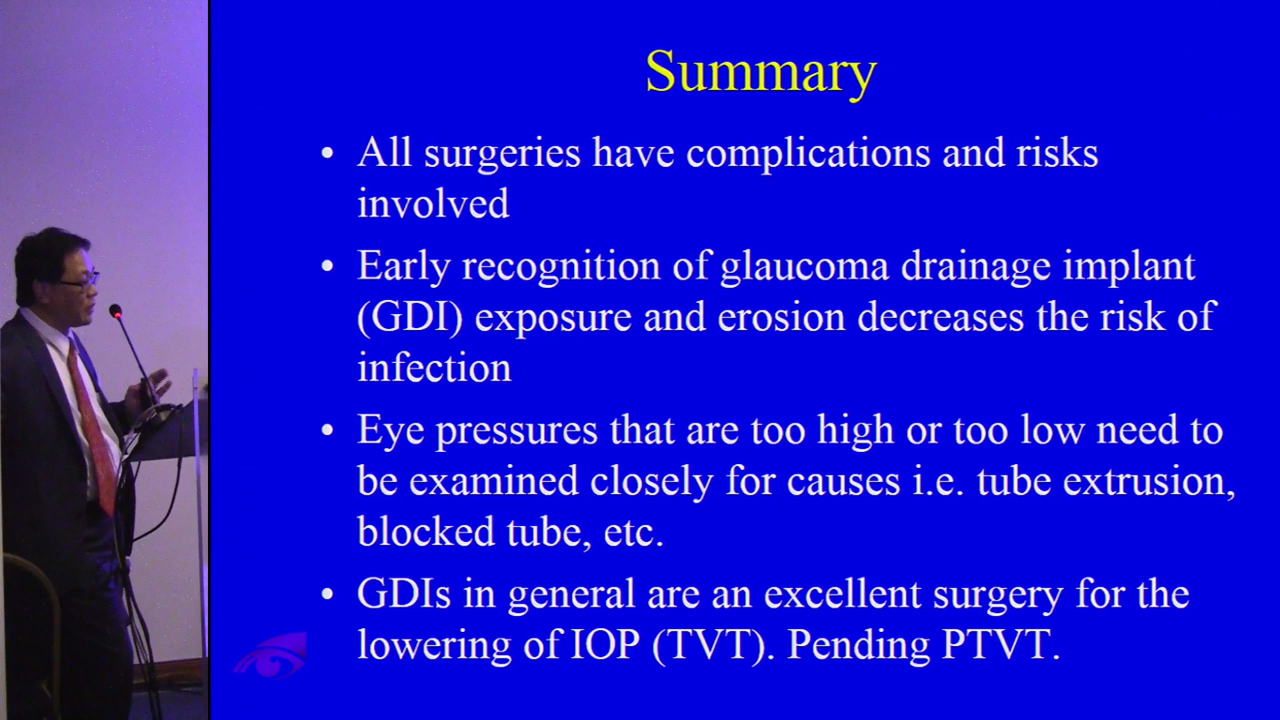 Summary
• All surgeries have complications and risks
involved
• Early recognition of glaucoma drainage implant
(GDI) exposure and erosion decreases the risk of
infection
• Eye pressures that are too high or too low need to
be examined closely for causes i.e. tube extrusion,
blocked tube, etc.
• GDIs in general are an excellent surgery for the
lowering of IOP (TVT). Pending PTVT.